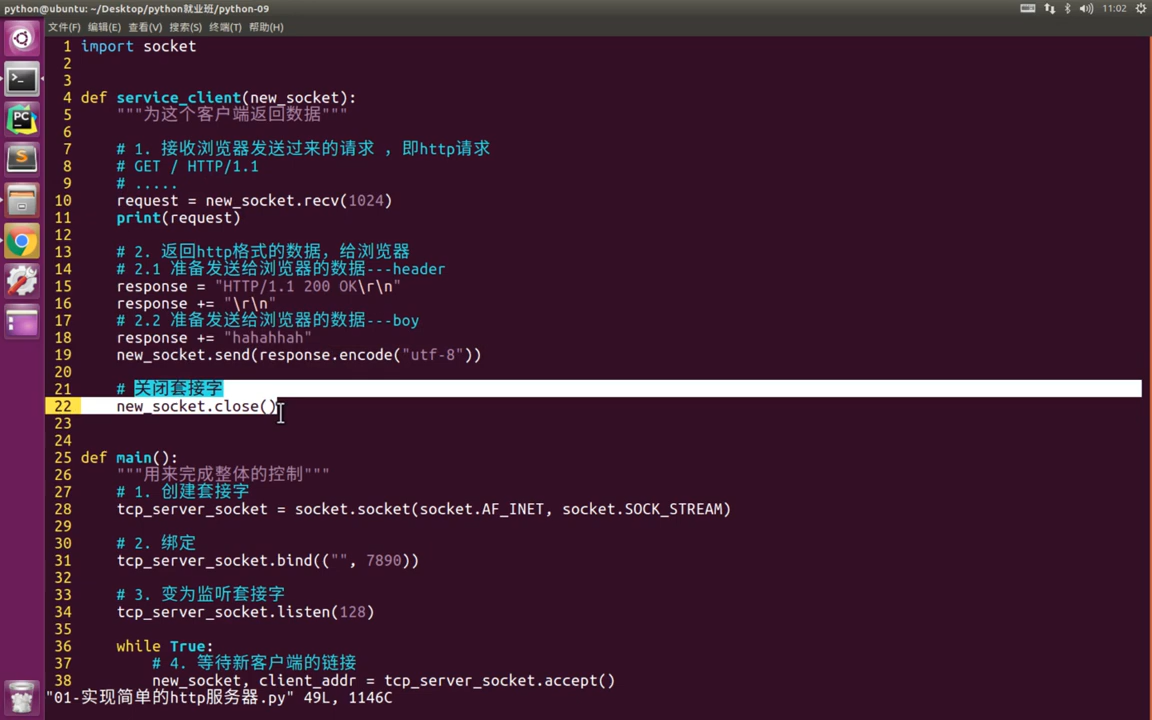 python@ubuntu: ~/Desktop/python就业班/python-09
11:02
文件(F) 编辑(E) 查看(V) 搜索(S) 终端(T) 帮助(H)
1 import socket
2
3
4 def service_client(new_socket):
5     """为这个客户端返回数据"""
6
7     # 1. 接收浏览器发送过来的请求 ，即http请求
8     # GET / HTTP/1.1
9     # .....
10     request = new_socket.recv(1024)
11     print(request)
12
13     # 2. 返回http格式的数据，给浏览器
14     # 2.1 准备发送给浏览器的数据---header
15     response = "HTTP/1.1 200 OK\r\n"
16     response += "\r\n"
17     # 2.2 准备发送给浏览器的数据---boy
18     response += "hahahhah"
19     new_socket.send(response.encode("utf-8"))
20
21     # 关闭套接字
22     new_socket.close()
23
24
25 def main():
26     """用来完成整体的控制"""
27     # 1. 创建套接字
28     tcp_server_socket = socket.socket(socket.AF_INET, socket.SOCK_STREAM)
29
30     # 2. 绑定
31     tcp_server_socket.bind(("", 7890))
32
33     # 3. 变为监听套接字
34     tcp_server_socket.listen(128)
35
36     while True:
37         # 4. 等待新客户端的链接
38         new_socket, client_addr = tcp_server_socket.accept()
"01-实现简单的http服务器.py" 49L, 1146C